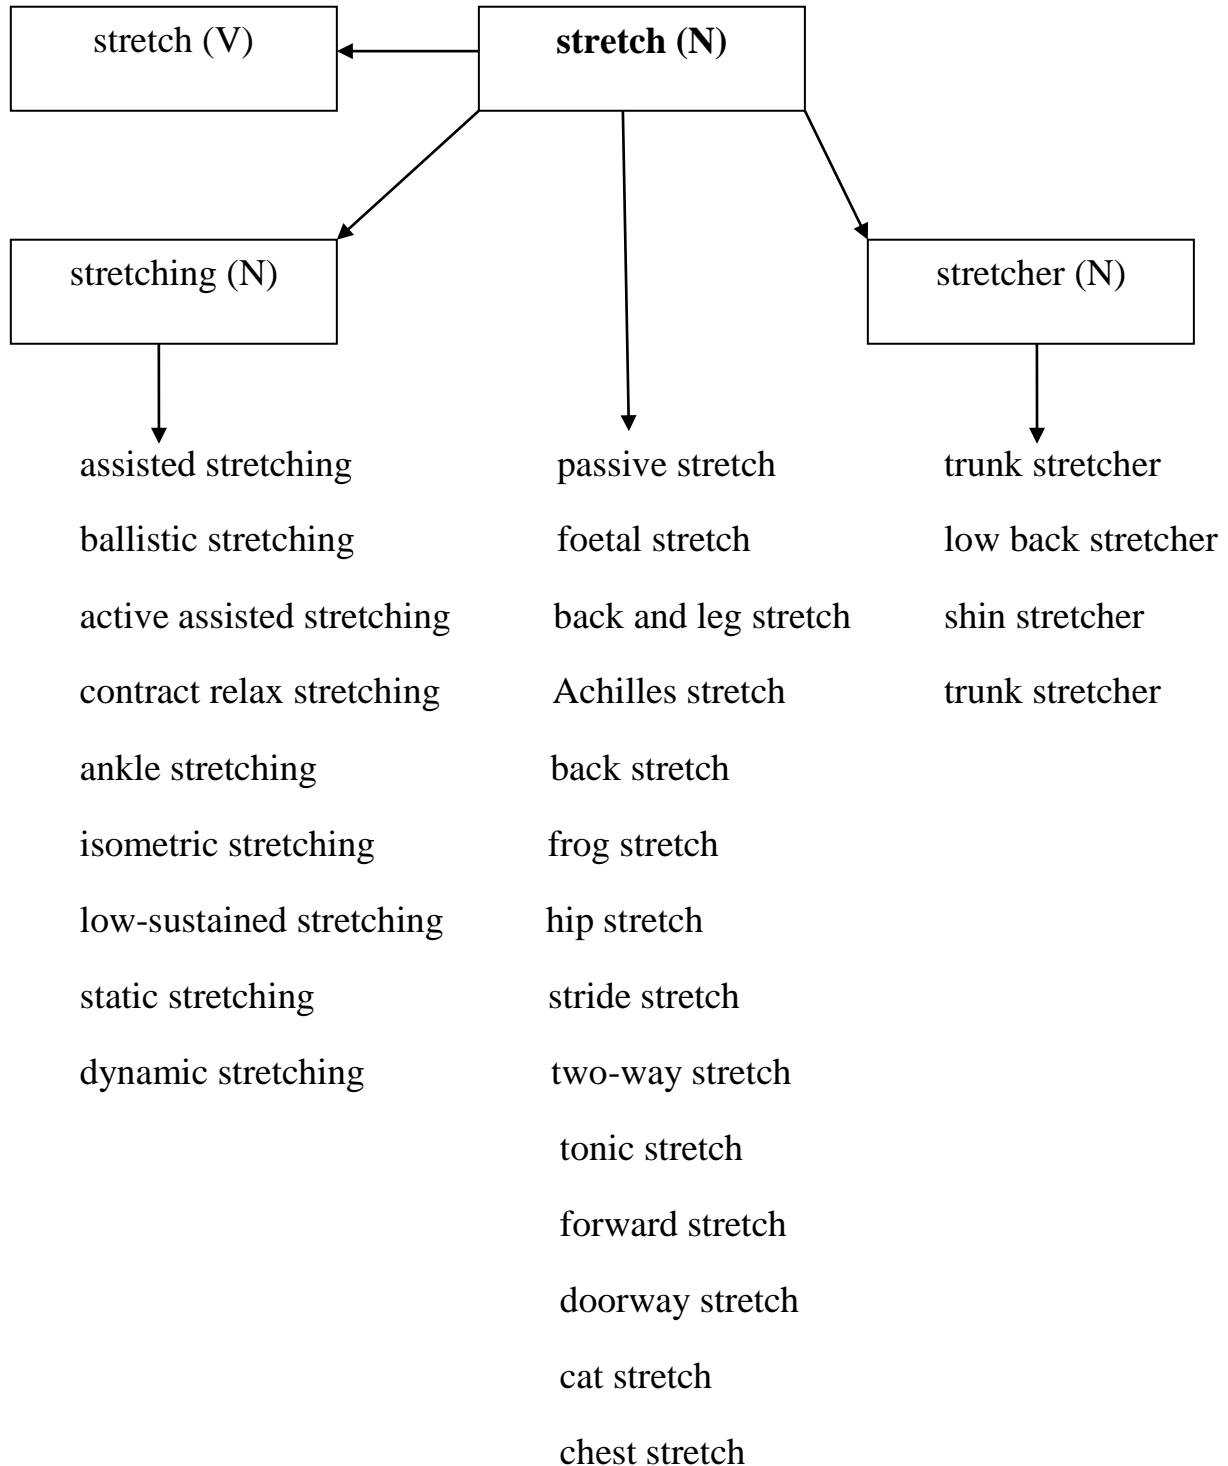 stretch (V)
stretch (N)
stretching (N)
stretcher (N)
assisted stretching
ballistic stretching
active assisted stretching
contract relax stretching
ankle stretching
isometric stretching
low-sustained stretching
static stretching
dynamic stretching
passive stretch
foetal stretch
back and leg stretch
Achilles stretch
back stretch
frog stretch
hip stretch
stride stretch
two-way stretch
tonic stretch
forward stretch
doorway stretch
cat stretch
chest stretch
trunk stretcher
low back stretcher
shin stretcher
trunk stretcher